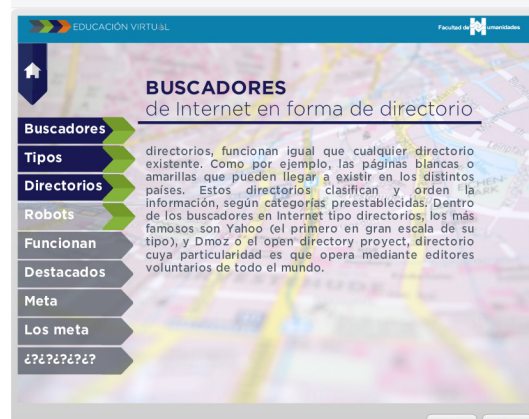 EDUCACIÓN VIRTUAL
Facultad de Humanidades
BUSCADORES
de Internet en forma de directorio
Buscadores
Tipos
Directorios
Robots
Funcionan
Destacados
Meta
Los meta
¿?¿?¿?¿?¿?
directorios, funcionan igual que cualquier directorio
existente. Como por ejemplo, las páginas blancas o
amarillas que pueden llegar a existir en los distintos
países. Estos directorios clasifican y orden la
información, según categorías preestablecidas. Dentro
de los buscadores en Internet tipo directorios, los más
famosos son Yahoo (el primero en gran escala de su
tipo), y Dmoz o el open directory proyect, directorio
cuya particularidad es que opera mediante editores
voluntarios de todo el mundo.